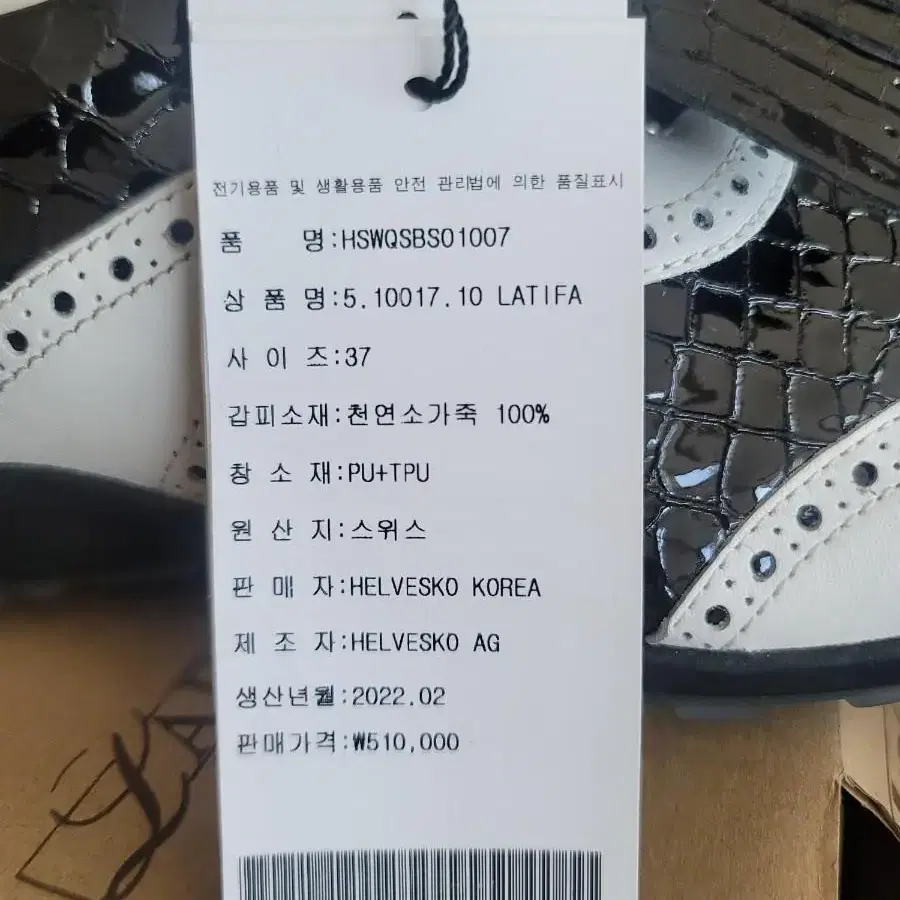 전기용품 및 생활용품 안전 관리법에 의한 품질표시
품 명:HSWQSBS01007
상 품 명:5.10017.10 LATIFA
사 이 즈:37
갑피소재:천연소가죽 100%
창 소 재:PU+TPU
원 산 지:스위스
판 매 자:HELVESKO KOREA
제 조 자:HELVESKO AG
생산년월:2022.02
판매가격:₩510,000